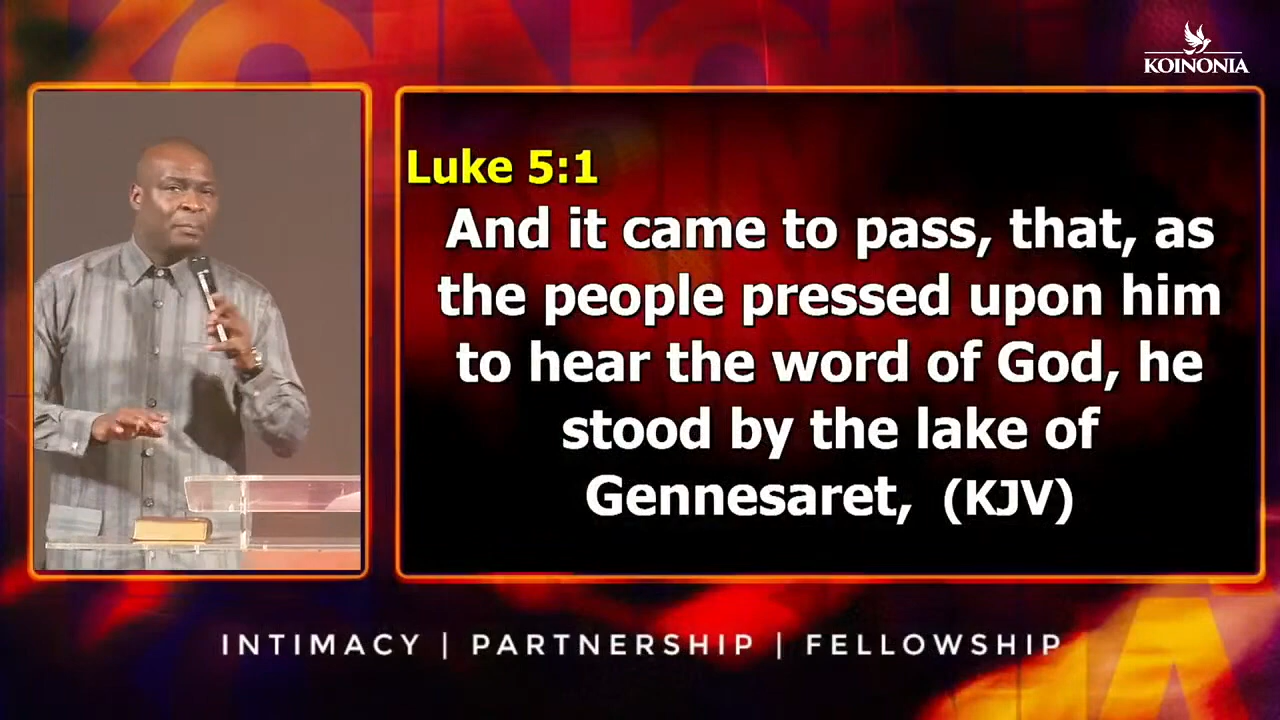 KOINONIA
Luke 5:1
And it came to pass, that, as
the people pressed upon him
to hear the word of God, he
stood by the lake of
Gennesaret, (KJV)
INTIMACY | PARTNERSHIP | FELLOWSHIP